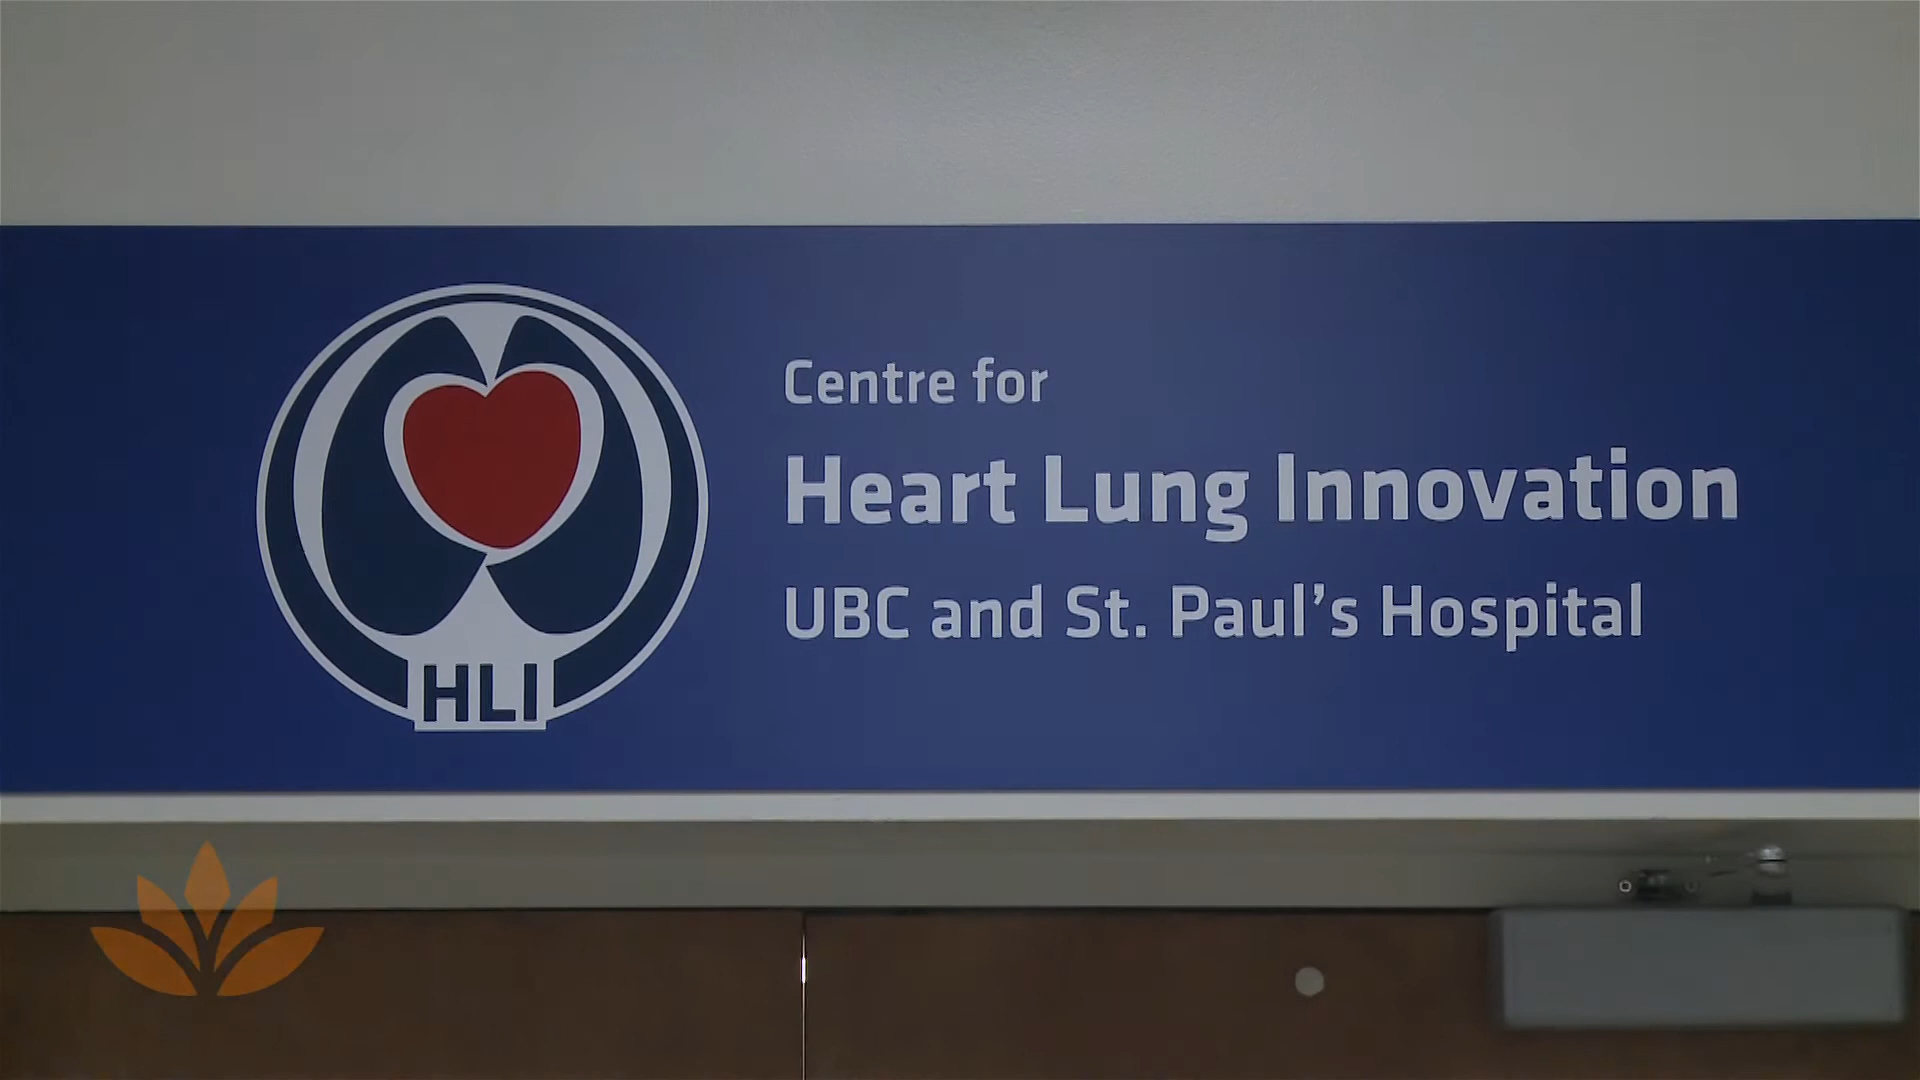 Centre for
Heart Lung Innovation
UBC and St. Paul's Hospital
HLI